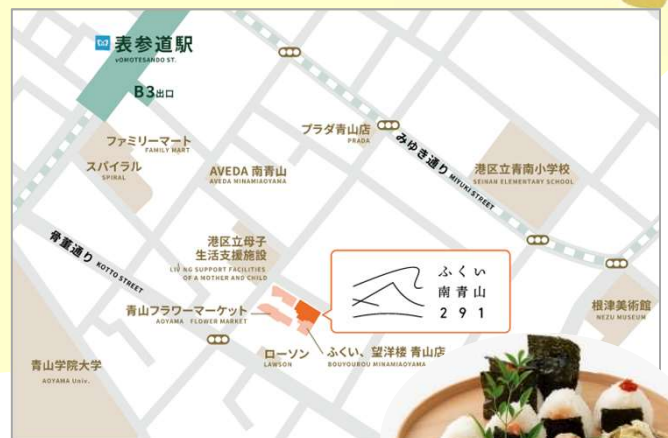 表参道駅
oMOTESANDO ST.
B3出口
ファミリーマート
FAMILY MART
スパイラル
SPIRAL
AVEDA 南青山
AVEDA MINAMIAOYAMA
プラダ青山店
PRADA
みゆき通り MIYUKI STREET
港区立青南小学校
SEINAN ELEMENTARY SCHOOL
骨董通り KOTTO STREET
港区立母子
生活支援施設
LIVING SUPPORT FACILITIES
OF A MOTHER AND CHILD
ふくい
南青山
291
青山フラワーマーケット
AOYAMA FLOWER MARKET
根津美術館
NEZU MUSEUM
ローソン
LAWSON
ふくい、望洋楼 青山店
BOUYOUROU MINAMIAOYAMA
青山学院大学
AOYAMA Univ.